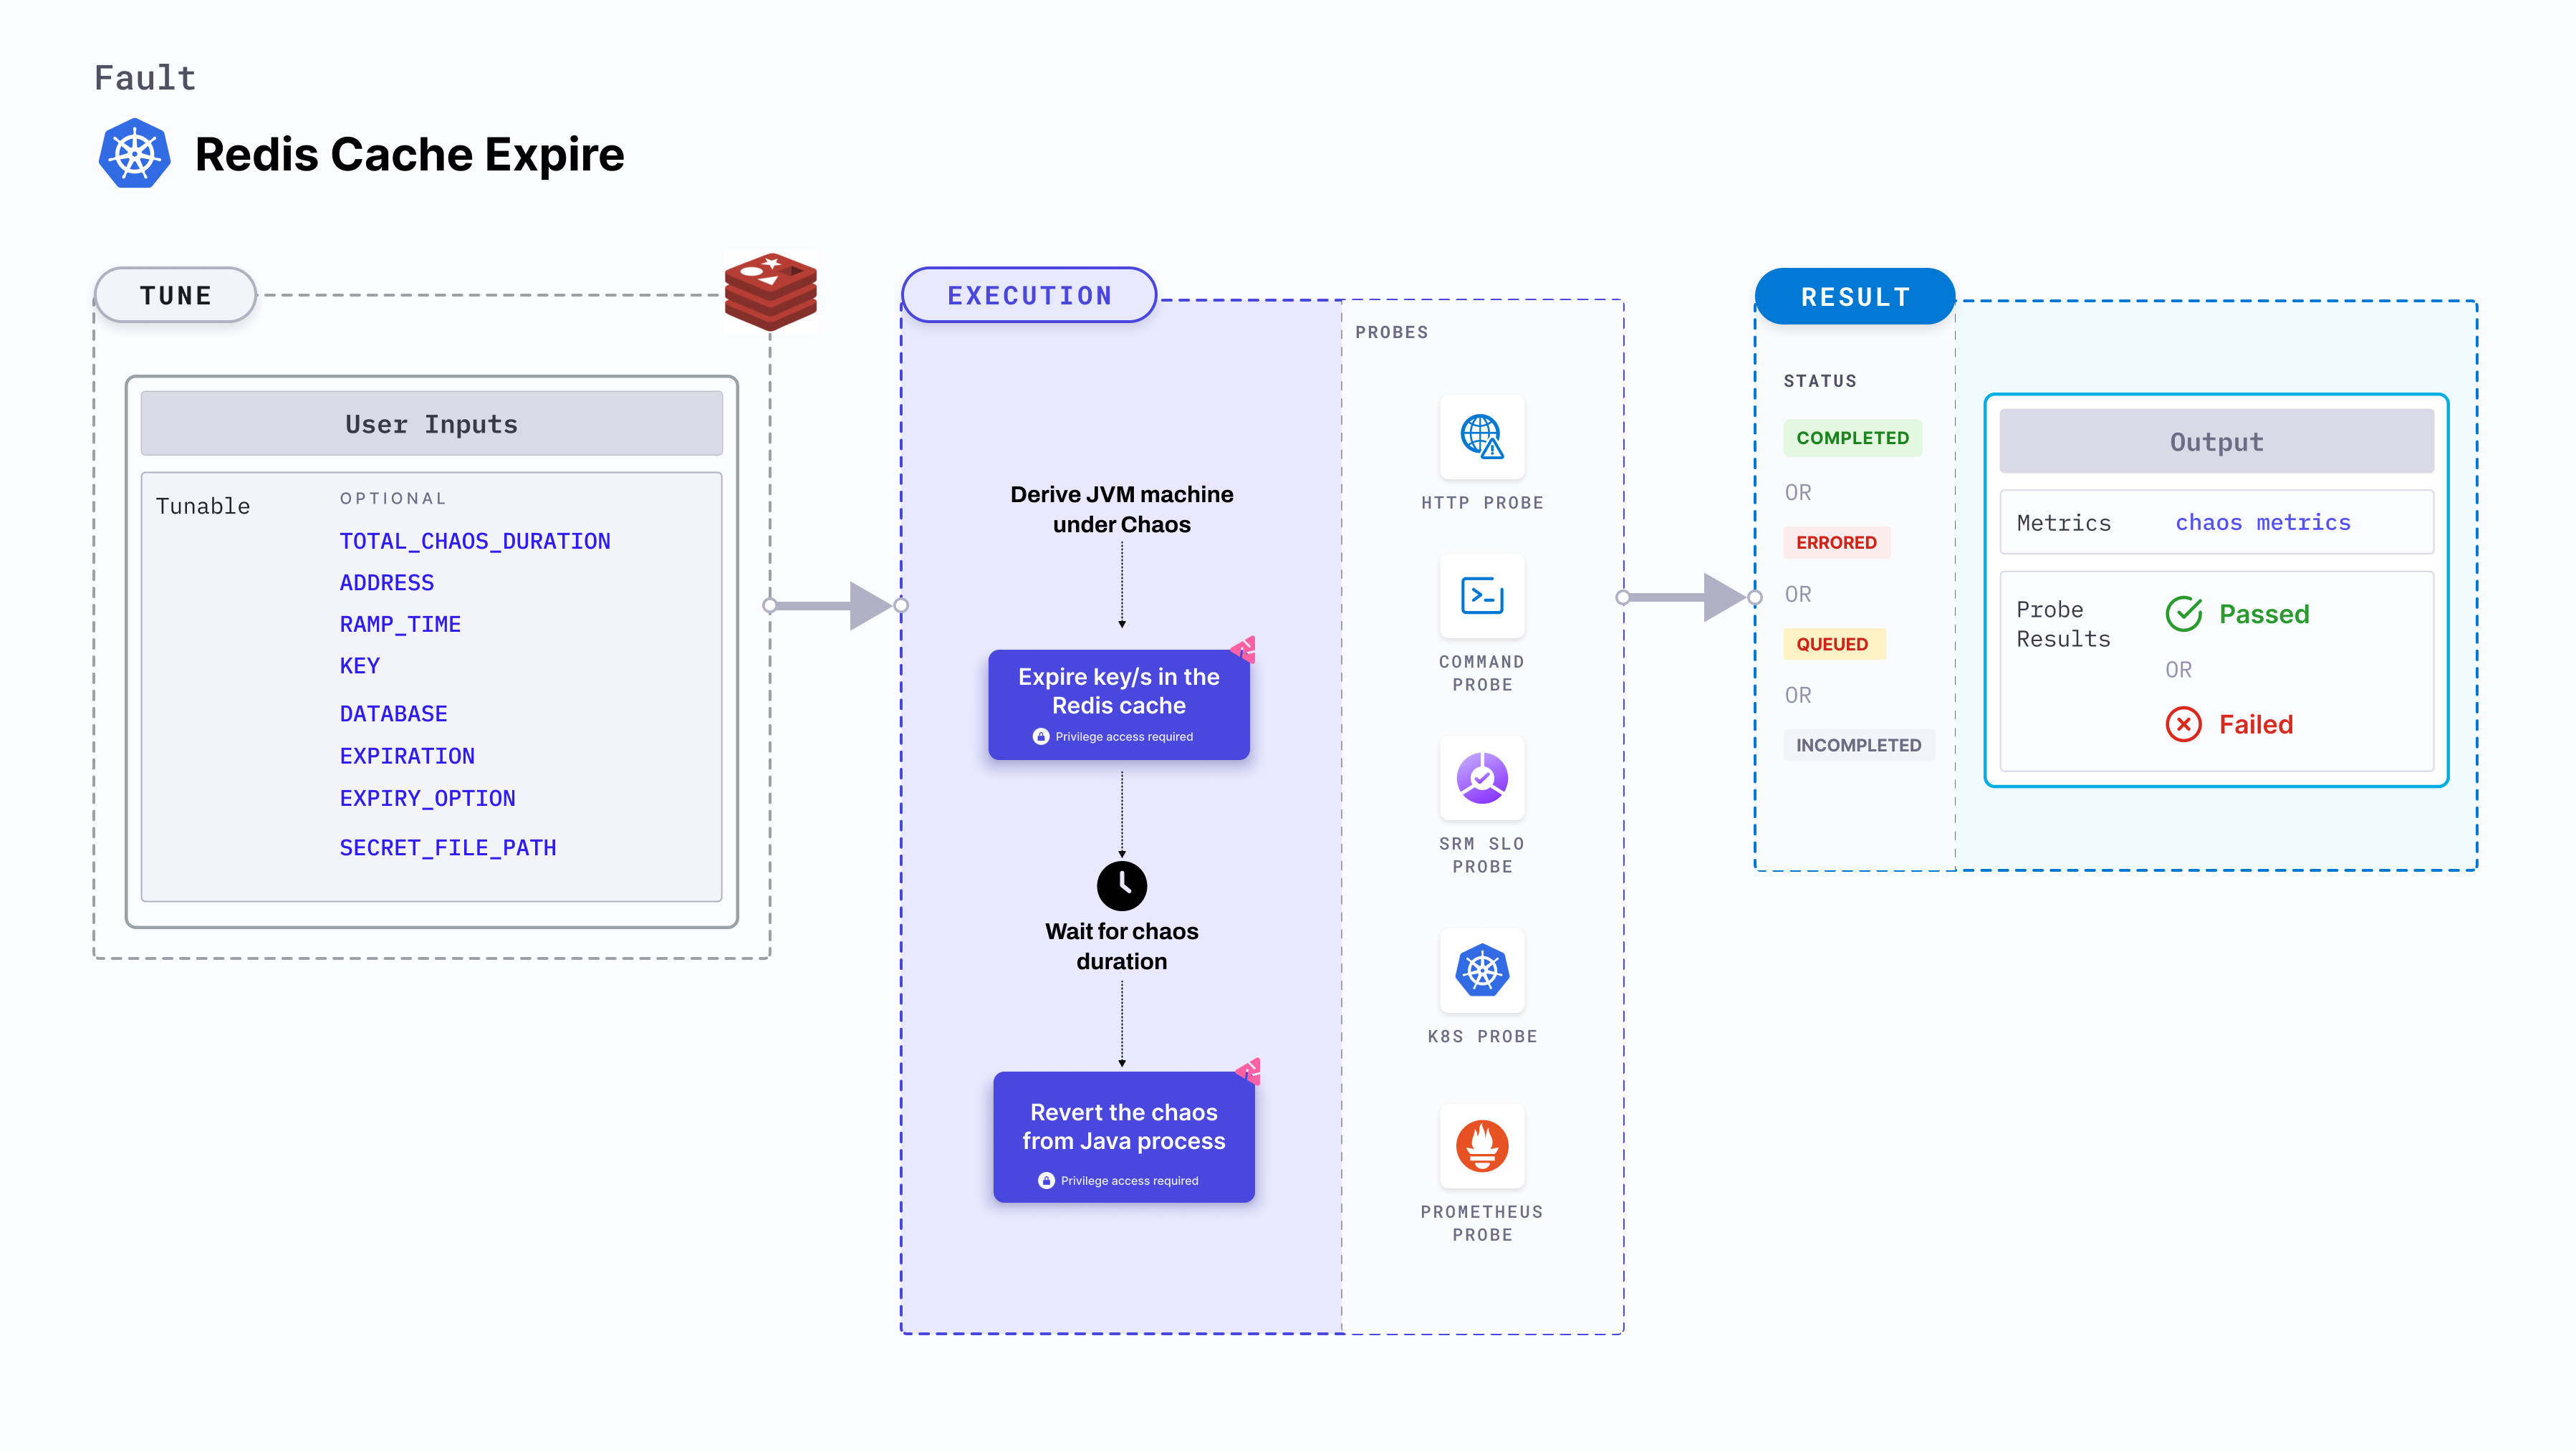 Fault
Redis Cache Expire
TUNE
User Inputs
Tunable
OPTIONAL
TOTAL_CHAOS_DURATION
ADDRESS
RAMP_TIME
KEY
DATABASE
EXPIRATION
EXPIRY_OPTION
SECRET_FILE_PATH
EXECUTION
Derive JVM machine
under Chaos
Expire key/s in the
Redis cache
Privilege access required
Wait for chaos
duration
Revert the chaos
from Java process
Privilege access required
PROBES
HTTP PROBE
COMMAND
PROBE
SRM SLO
PROBE
K8S PROBE
PROMETHEUS
PROBE
RESULT
STATUS
COMPLETED
OR
ERRORED
OR
QUEUED
OR
INCOMPLETED
Output
Metrics
chaos metrics
Probe
Results
Passed
OR
Failed